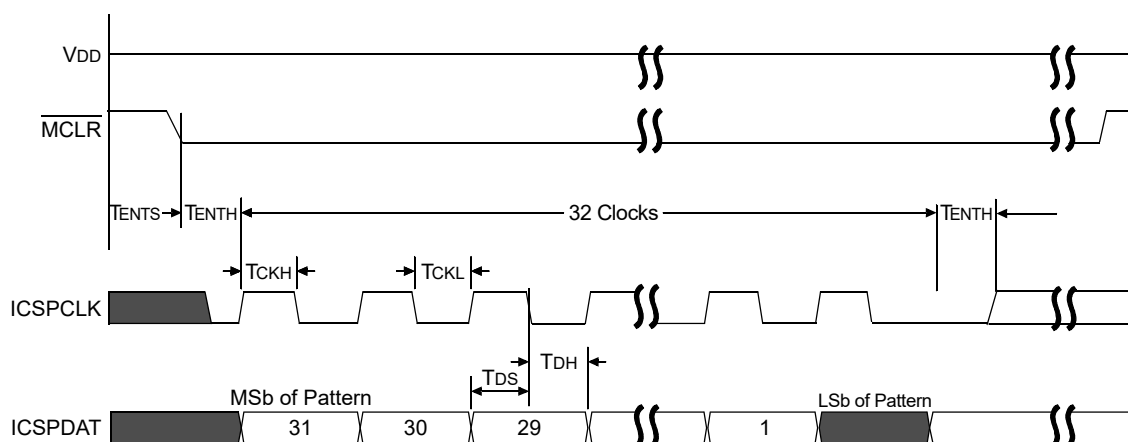 VDD
MCLR
TENTS
TENTH
32 Clocks
TENTH
TCKH
TCKL
ICSPCLK
TDH
TDS
MSb of Pattern
LSb of Pattern
ICSPDAT
31
30
29
1